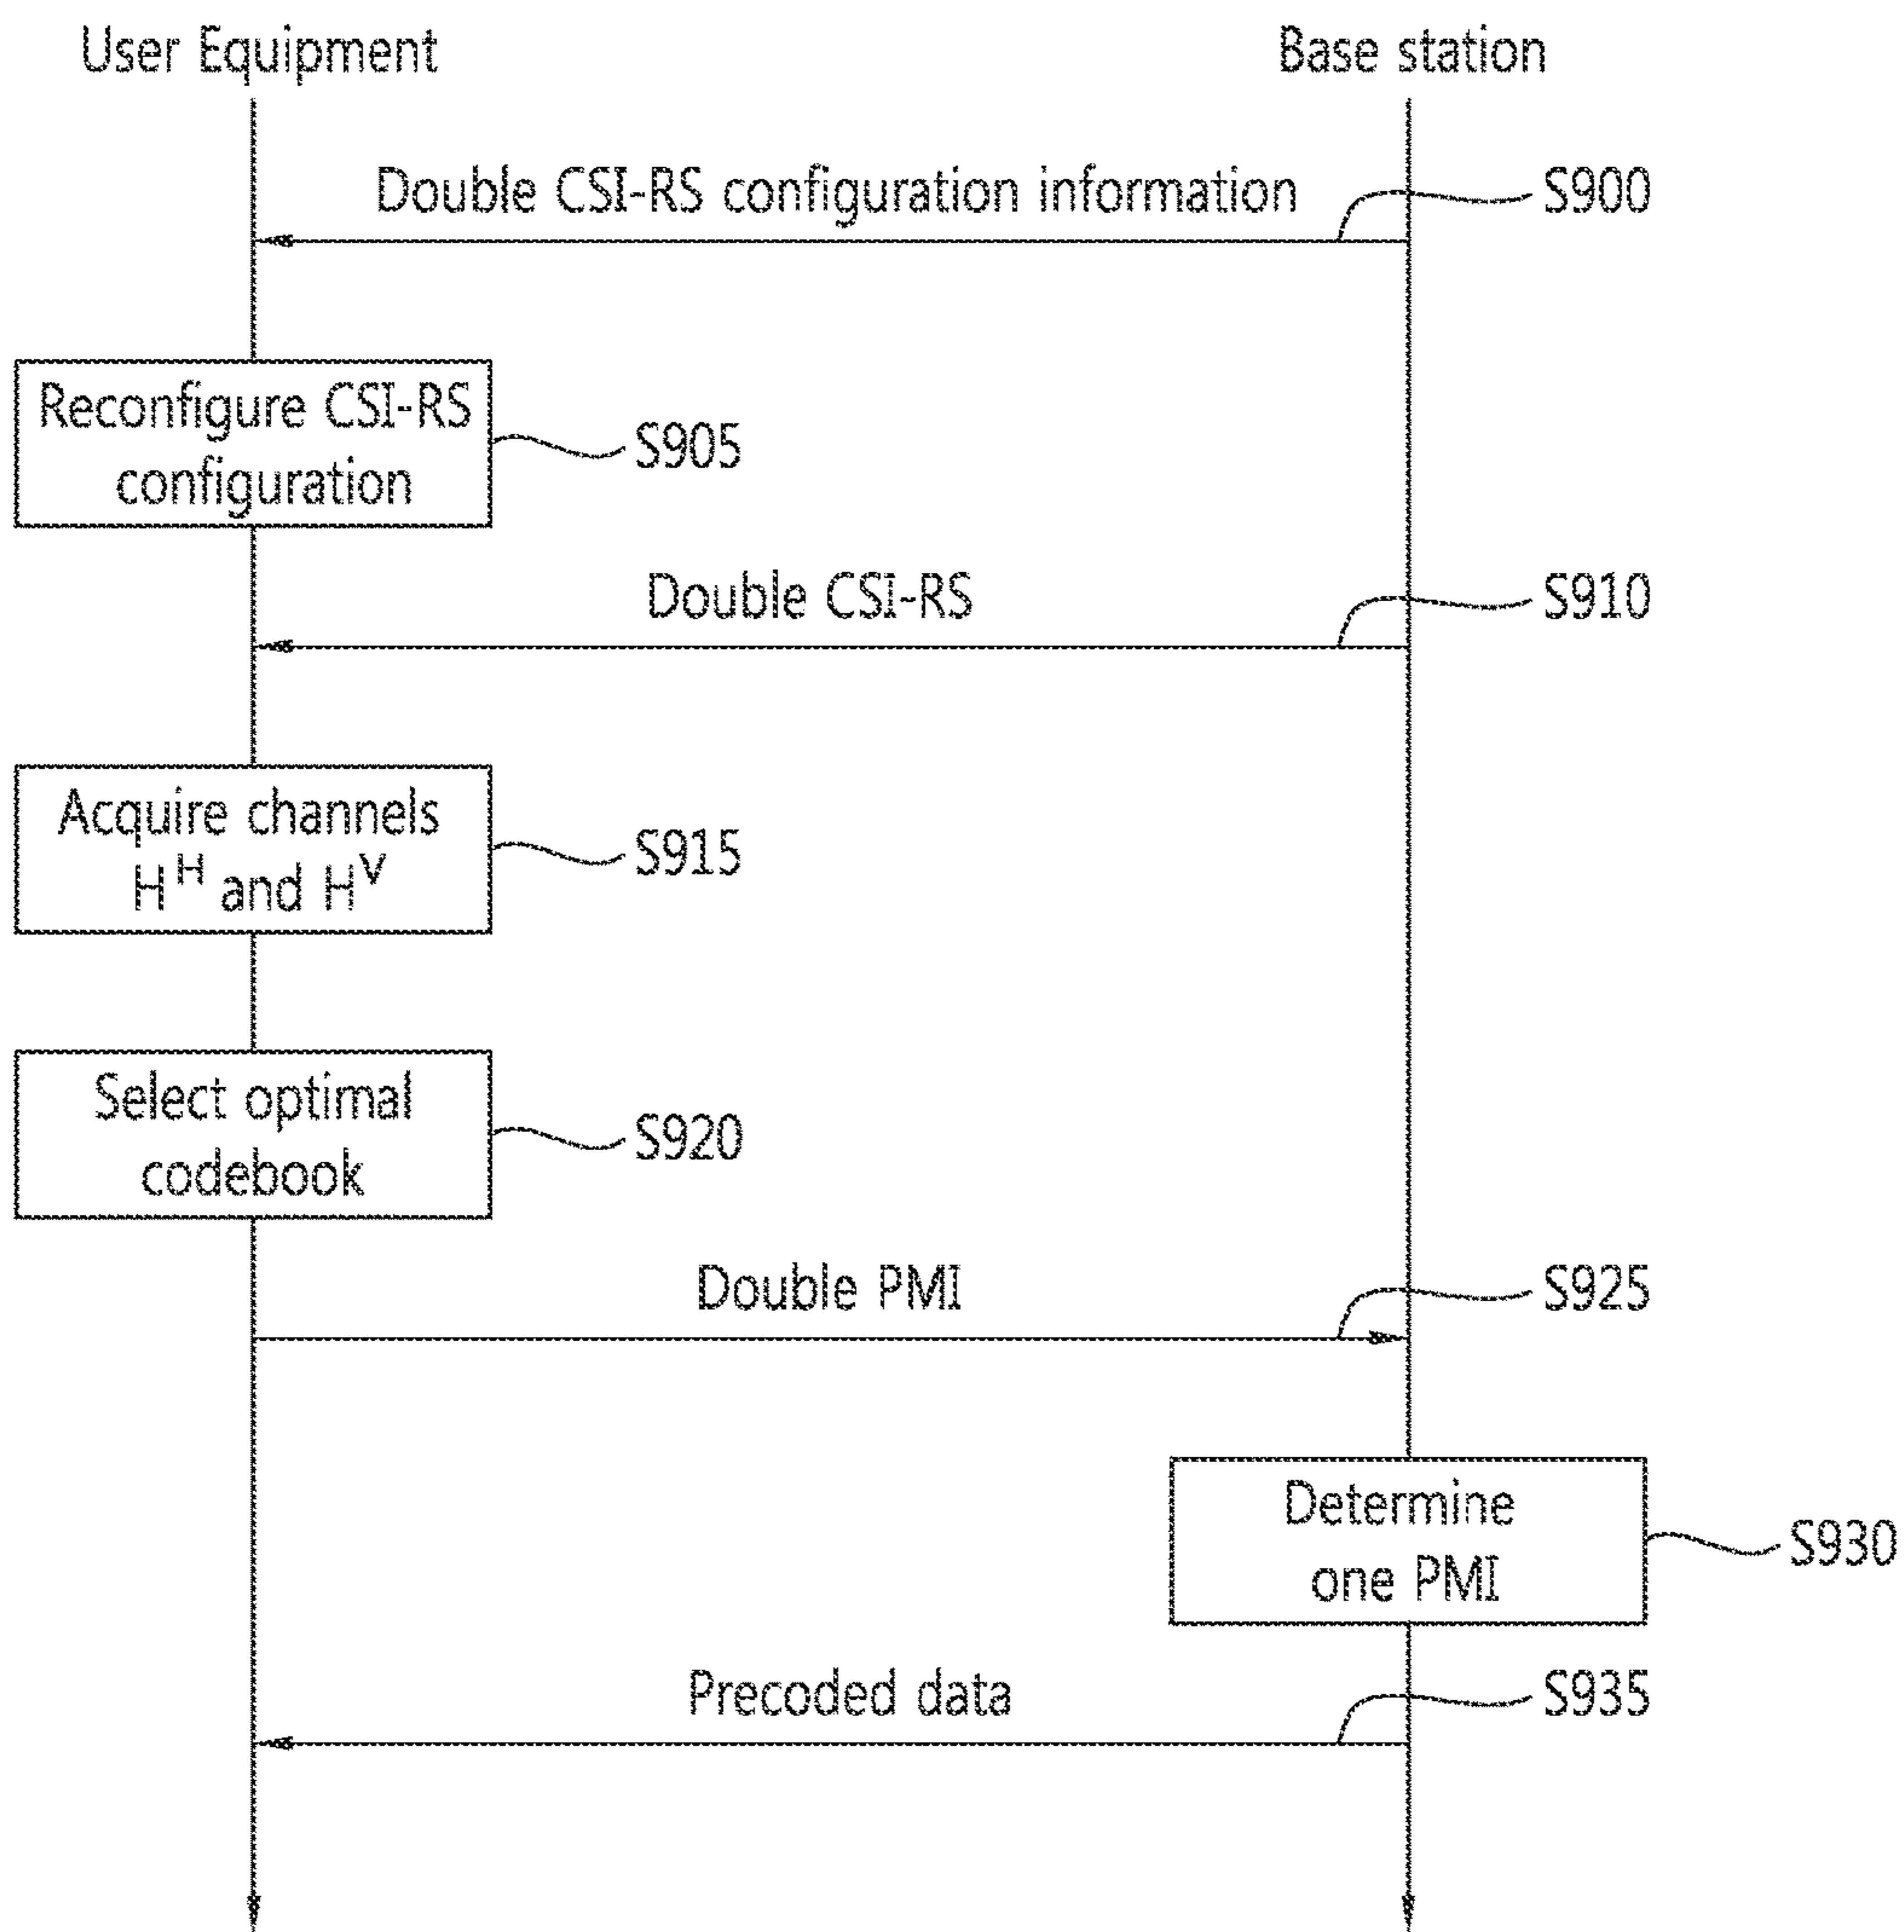 User Equipment
Base station
Double CSI-RS configuration information
S900
Reconfigure CSI-RS
configuration
S905
Double CSI-RS
S910
Acquire channels
H^H and H^V
S915
Select optimal
codebook
S920
Double PMI
S925
Determine
one PMI
S930
Precoded data
S935